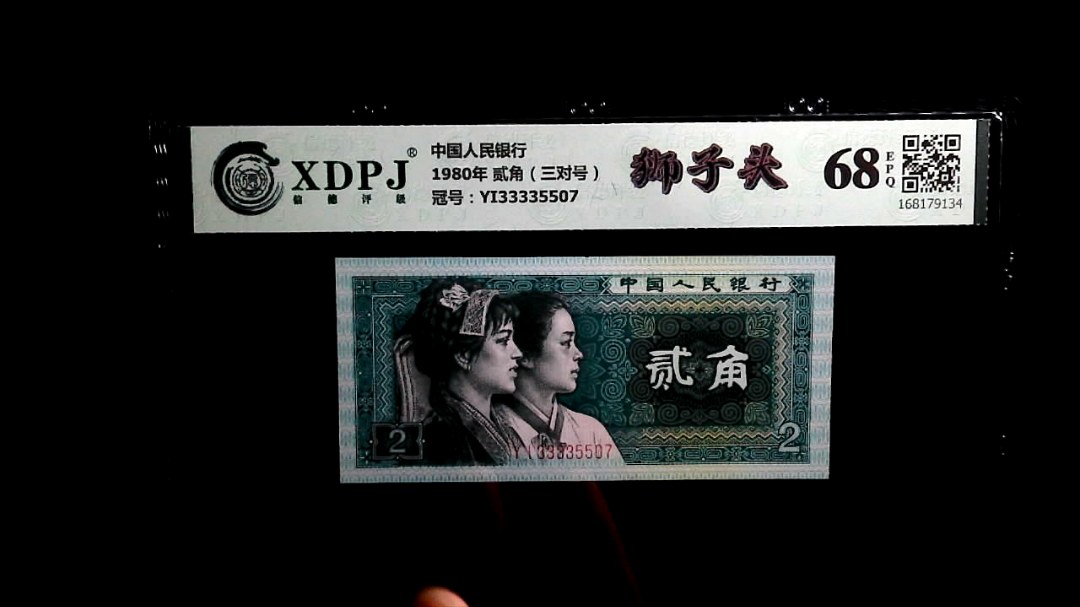 XDPJ®
信德评级
中国人民银行
1980年 贰角（三对号）
冠号：YI33335507
狮子头
68
EPQ
168179134
中国人民银行
贰角
2
2
YI33335507